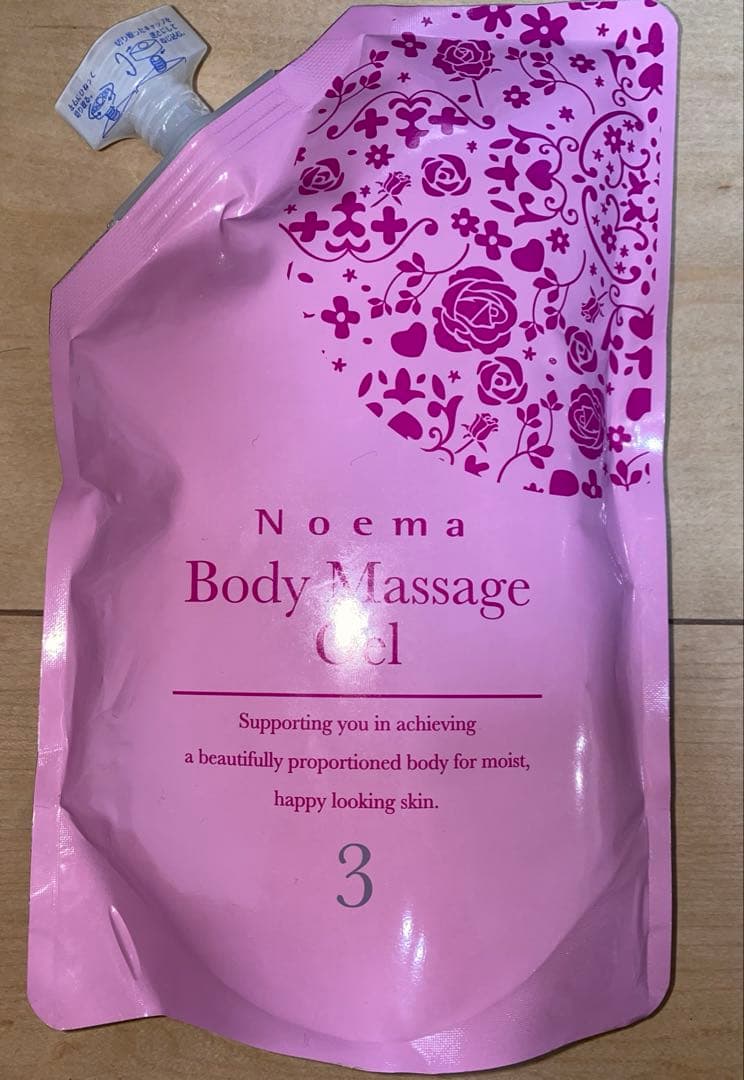 Noema
Body Massage
Gel
Supporting you in achieving
a beautifully proportioned body for moist,
happy looking skin.
3